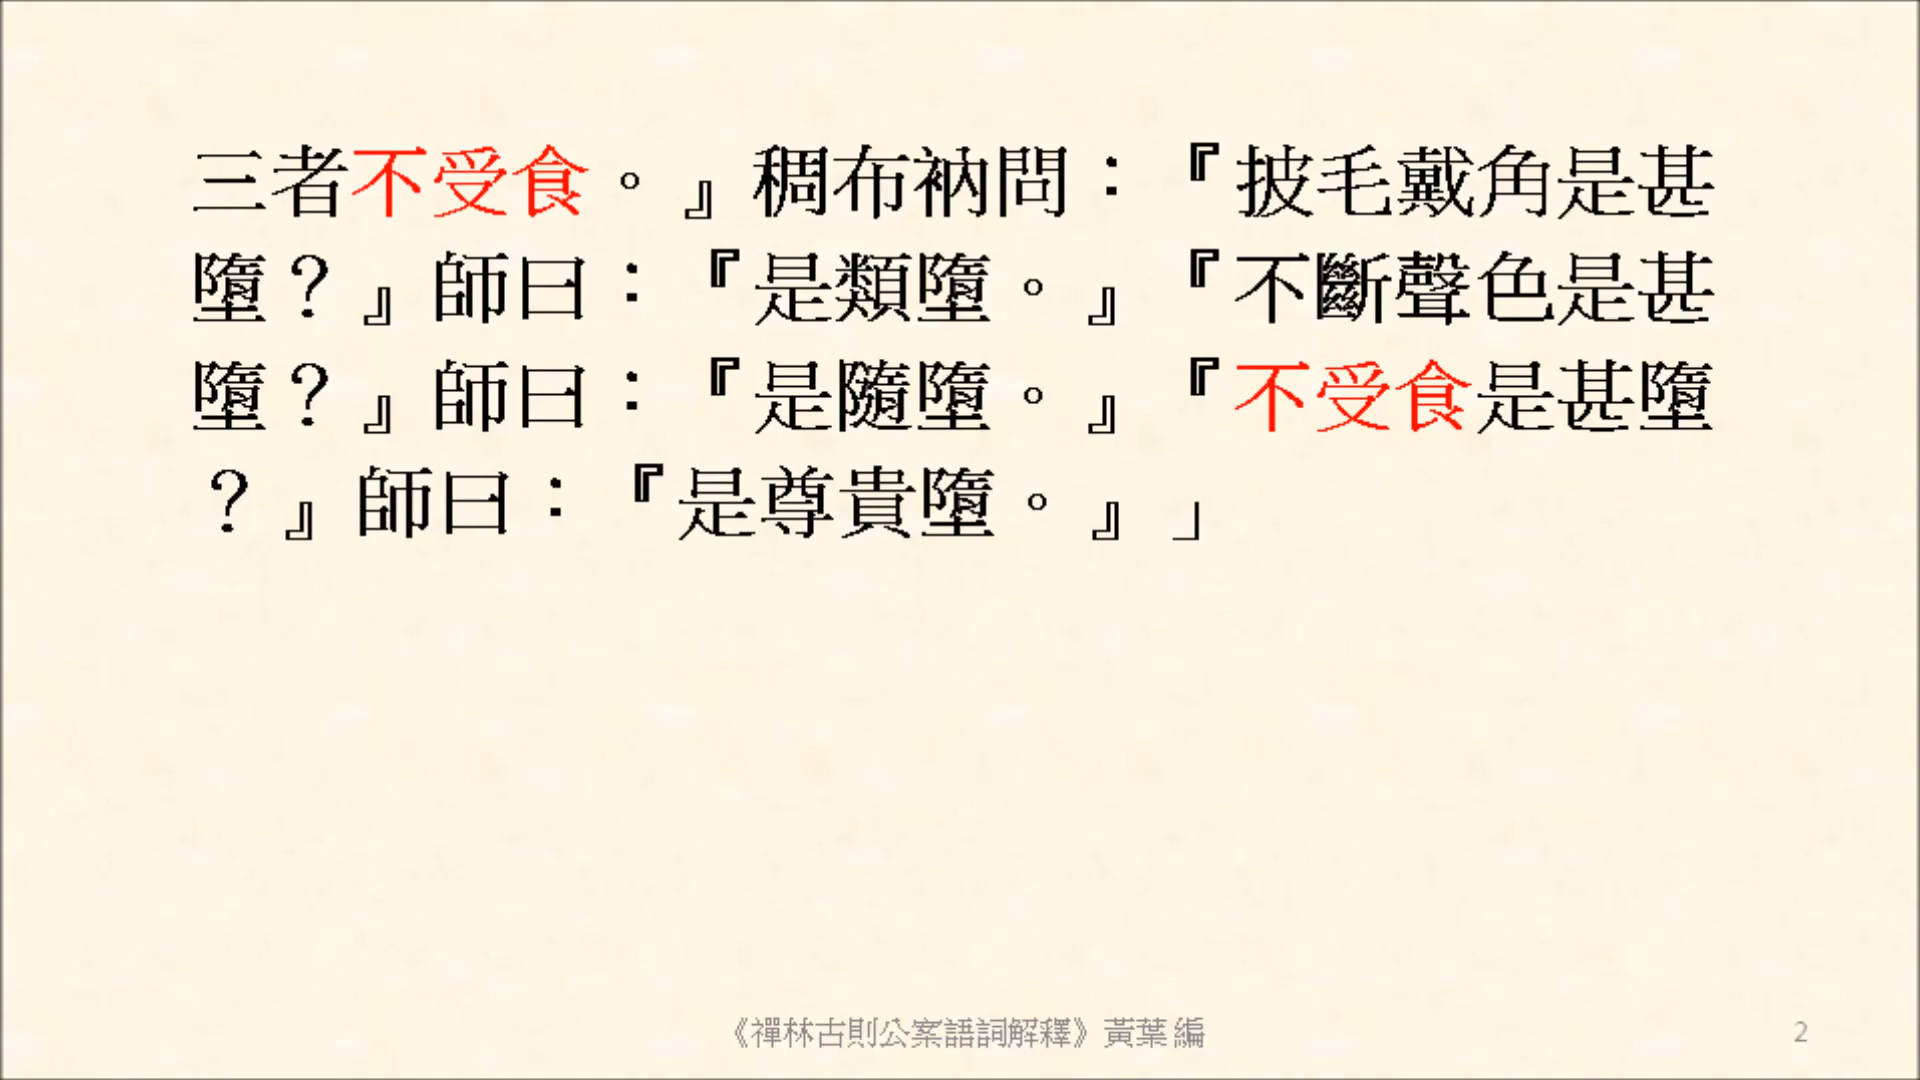 三者不受食。』稠布衲問：『披毛戴角是甚
墮？』師曰：『是類墮。』『不斷聲色是甚
墮？』師曰：『是隨墮。』『不受食是甚墮
？』師曰：『是尊貴墮。』」
《禪林古則公案語詞解釋》黃葉 編
2